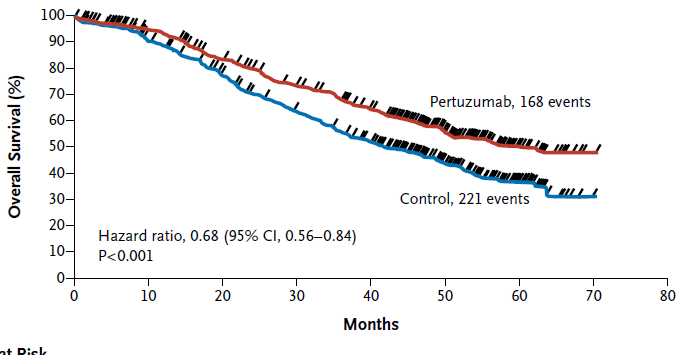 Overall Survival (%)
100
90
80
70
60
50
40
30
20
10
0
Pertuzumab, 168 events
Control, 221 events
Hazard ratio, 0.68 (95% CI, 0.56–0.84)
P<0.001
0 10 20 30 40 50 60 70 80
Months
at Risk